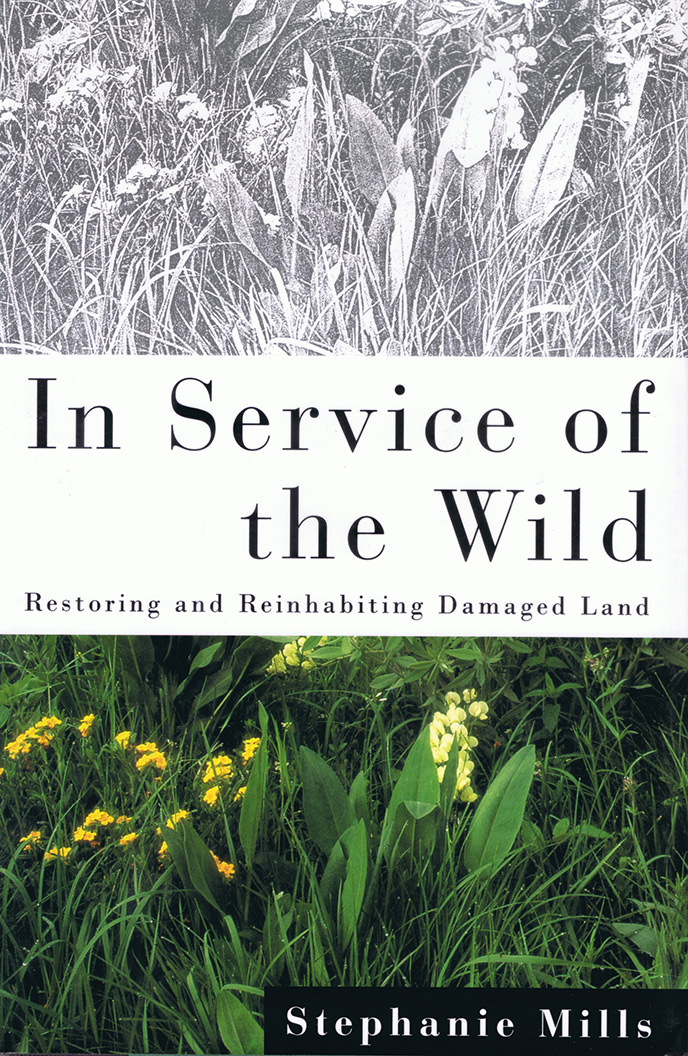 In Service of
the Wild
Restoring and Reinhabiting Damaged Land
Stephanie Mills